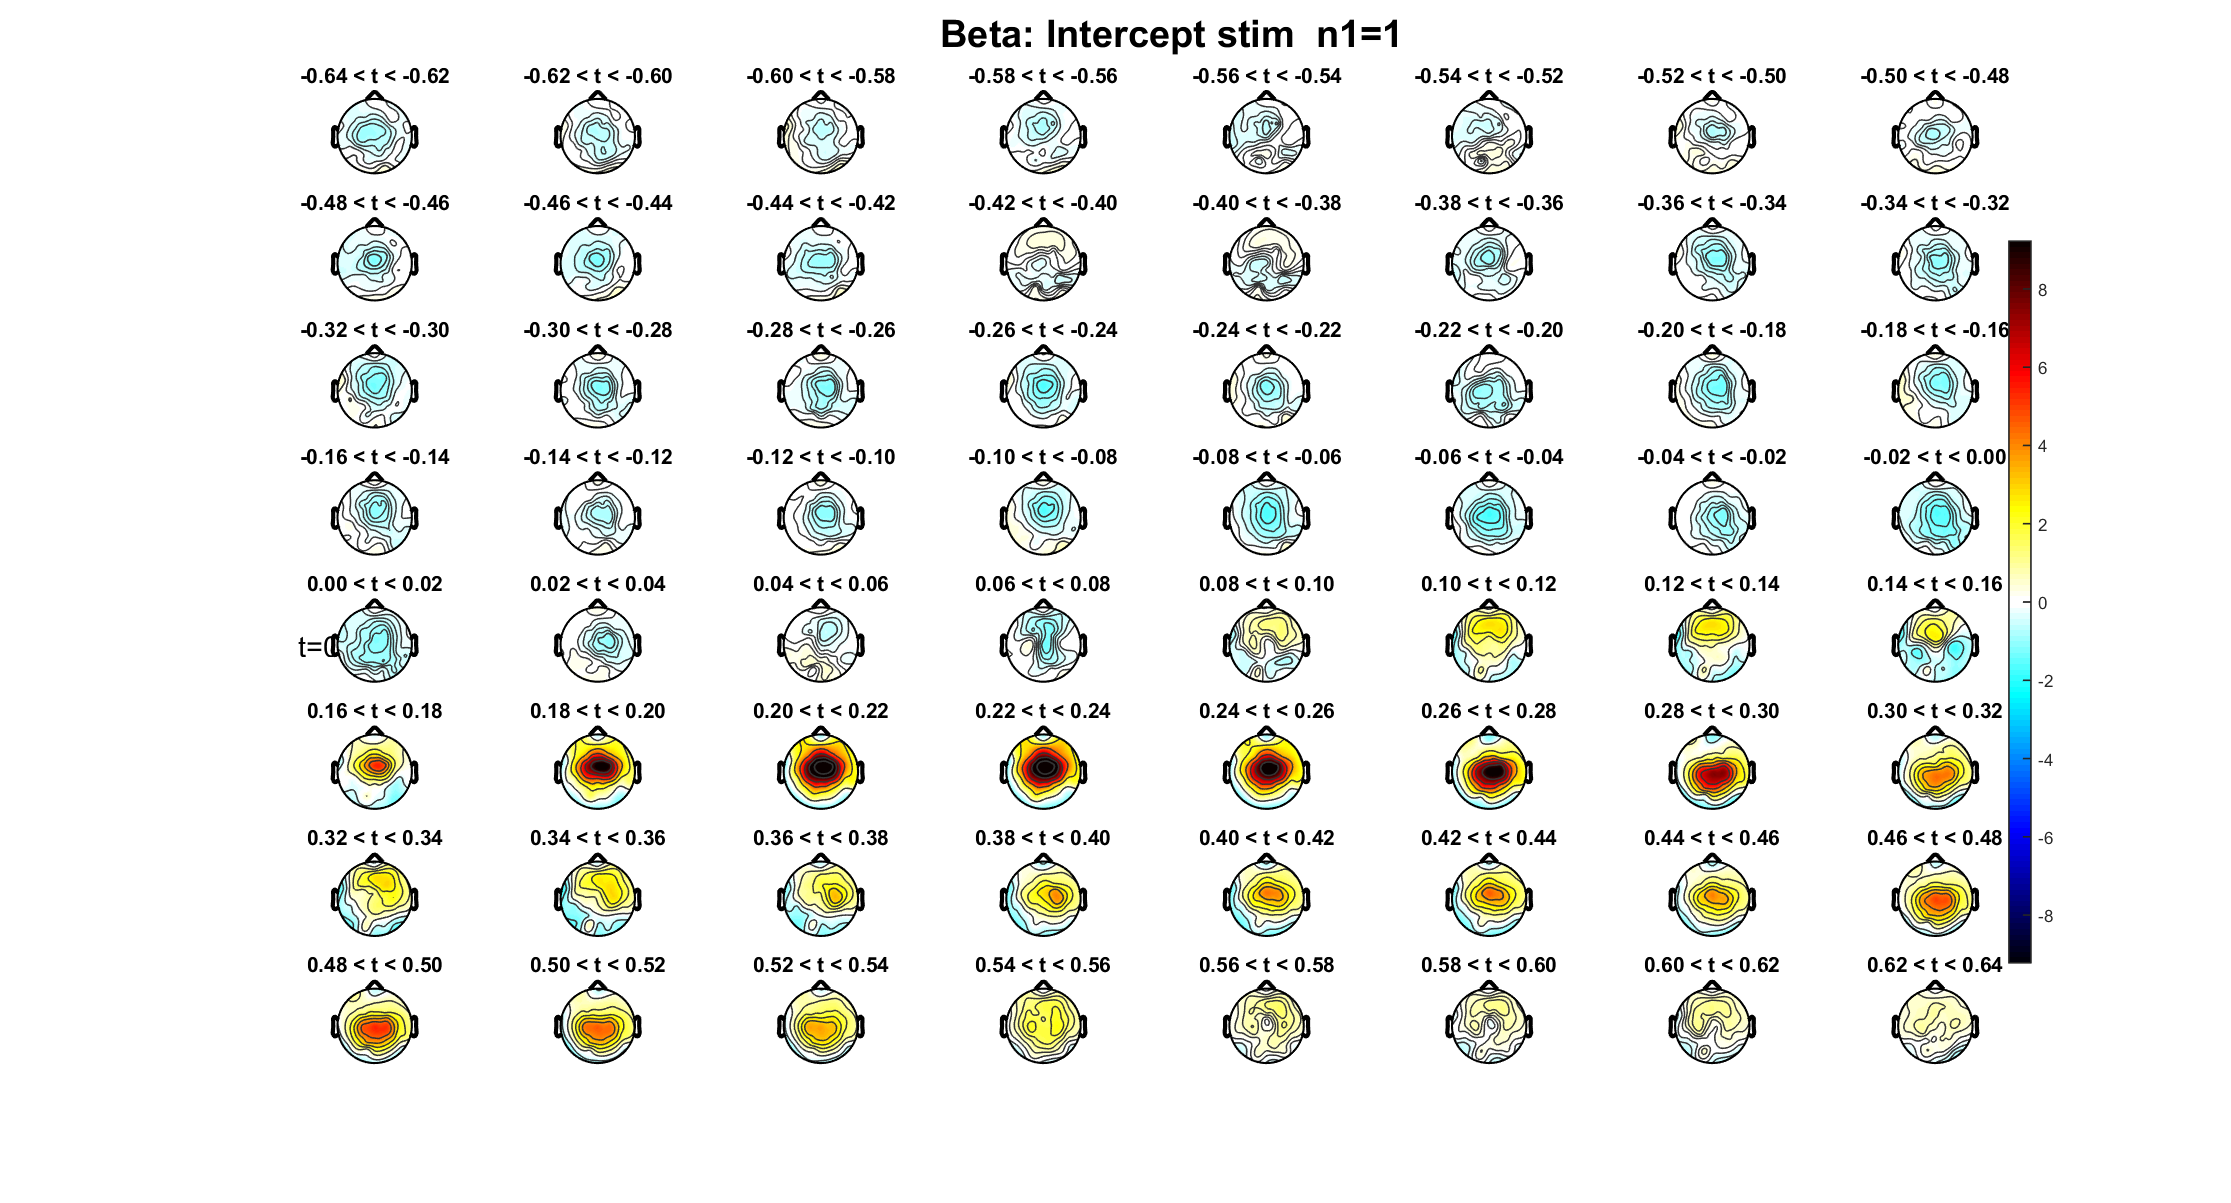 Beta: Intercept stim  n1=1
-0.64 < t < -0.62 -0.62 < t < -0.60 -0.60 < t < -0.58 -0.58 < t < -0.56 -0.56 < t < -0.54 -0.54 < t < -0.52 -0.52 < t < -0.50 -0.50 < t < -0.48
-0.48 < t < -0.46 -0.46 < t < -0.44 -0.44 < t < -0.42 -0.42 < t < -0.40 -0.40 < t < -0.38 -0.38 < t < -0.36 -0.36 < t < -0.34 -0.34 < t < -0.32
-0.32 < t < -0.30 -0.30 < t < -0.28 -0.28 < t < -0.26 -0.26 < t < -0.24 -0.24 < t < -0.22 -0.22 < t < -0.20 -0.20 < t < -0.18 -0.18 < t < -0.16
-0.16 < t < -0.14 -0.14 < t < -0.12 -0.12 < t < -0.10 -0.10 < t < -0.08 -0.08 < t < -0.06 -0.06 < t < -0.04 -0.04 < t < -0.02 -0.02 < t < 0.00
0.00 < t < 0.02 0.02 < t < 0.04 0.04 < t < 0.06 0.06 < t < 0.08 0.08 < t < 0.10 0.10 < t < 0.12 0.12 < t < 0.14 0.14 < t < 0.16
t=0
0.16 < t < 0.18 0.18 < t < 0.20 0.20 < t < 0.22 0.22 < t < 0.24 0.24 < t < 0.26 0.26 < t < 0.28 0.28 < t < 0.30 0.30 < t < 0.32
0.32 < t < 0.34 0.34 < t < 0.36 0.36 < t < 0.38 0.38 < t < 0.40 0.40 < t < 0.42 0.42 < t < 0.44 0.44 < t < 0.46 0.46 < t < 0.48
0.48 < t < 0.50 0.50 < t < 0.52 0.52 < t < 0.54 0.54 < t < 0.56 0.56 < t < 0.58 0.58 < t < 0.60 0.60 < t < 0.62 0.62 < t < 0.64
8
6
4
2
0
-2
-4
-6
-8